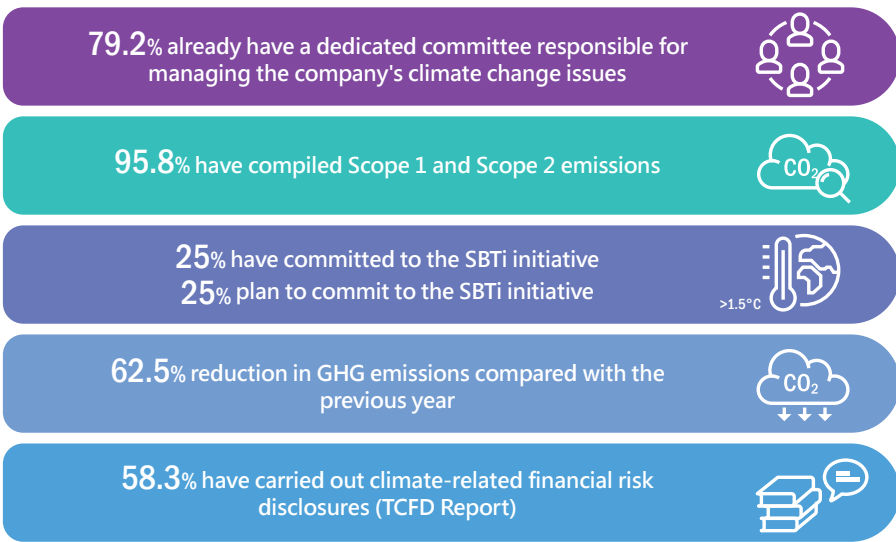 79.2% already have a dedicated committee responsible for
managing the company's climate change issues
95.8% have compiled Scope 1 and Scope 2 emissions
CO₂
25% have committed to the SBTi initiative
25% plan to commit to the SBTi initiative
>1.5°C
62.5% reduction in GHG emissions compared with the
previous year
CO₂
58.3% have carried out climate-related financial risk
disclosures (TCFD Report)